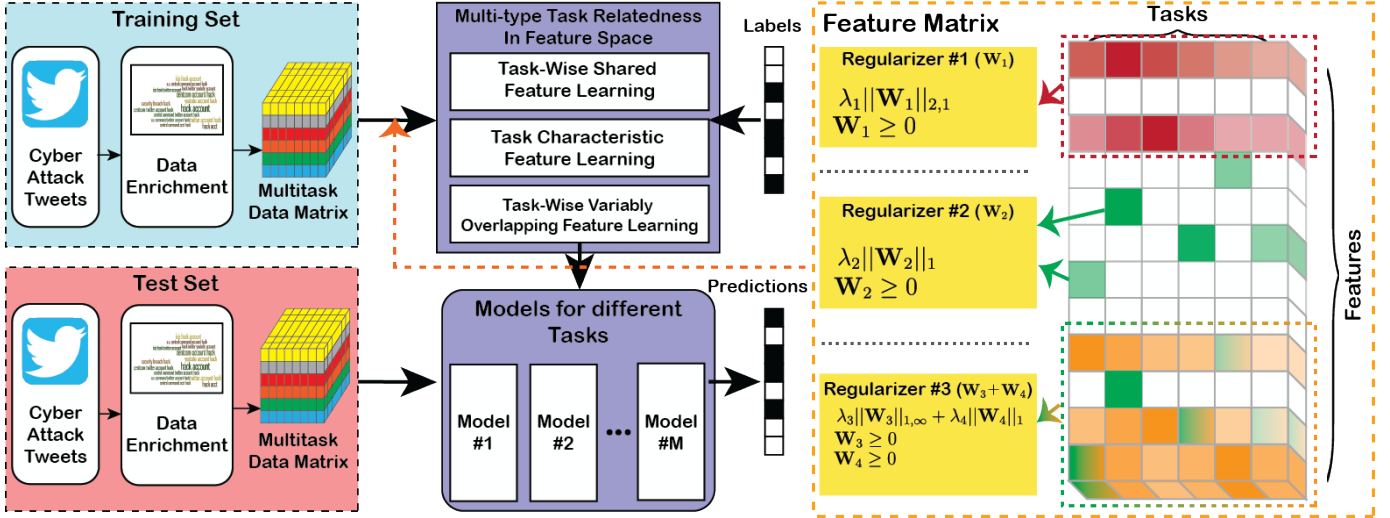 Training Set
Cyber
Attack
Tweets
Data
Enrichment
Multitask
Data Matrix
Multi-type Task Relatedness
In Feature Space
Task-Wise Shared
Feature Learning
Task Characteristic
Feature Learning
Task-Wise Variably
Overlapping Feature Learning
Labels
Test Set
Cyber
Attack
Tweets
Data
Enrichment
Multitask
Data Matrix
Models for different
Tasks
Model
#1
Model
#2
•••
Model
#M
Predictions
Feature Matrix
Tasks
Regularizer #1 (W₁)
λ₁||W₁||₂,₁
W₁ ≥ 0
Regularizer #2 (W₂)
λ₂||W₂||₁
W₂ ≥ 0
Regularizer #3 (W₃+W₄)
λ₃||W₃||₁,∞ + λ₄||W₄||₁
W₃ ≥ 0
W₄ ≥ 0
Features